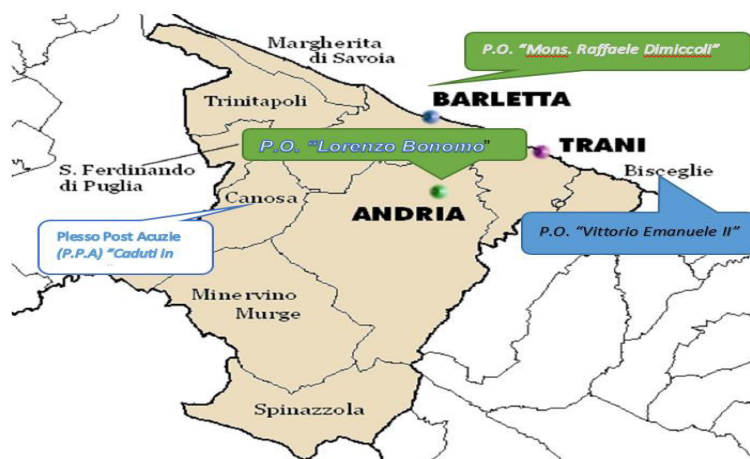 Margherita
di Savoia
P.O. “Mons. Raffaele Dimiccoli”
BARLETTA
Trinitapoli
P.O. “Lorenzo Bonomo”
TRANI
S. Ferdinando
di Puglia
Bisceglie
Canosa
ANDRIA
Plesso Post Acuzie
(P.P.A) “Caduti in
P.O. “Vittorio Emanuele II”
Minervino
Murge
Spinazzola